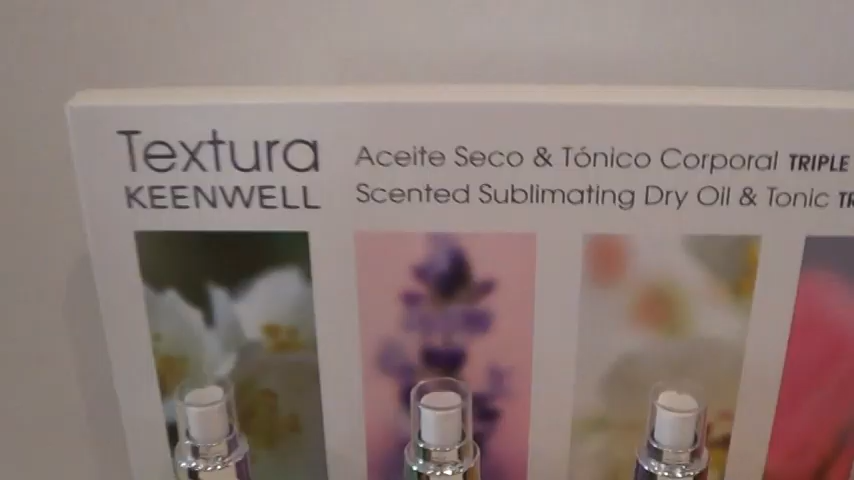 Textura
KEENWELL
Aceite Seco & Tónico Corporal TRIPLE
Scented Sublimating Dry Oil & Tonic